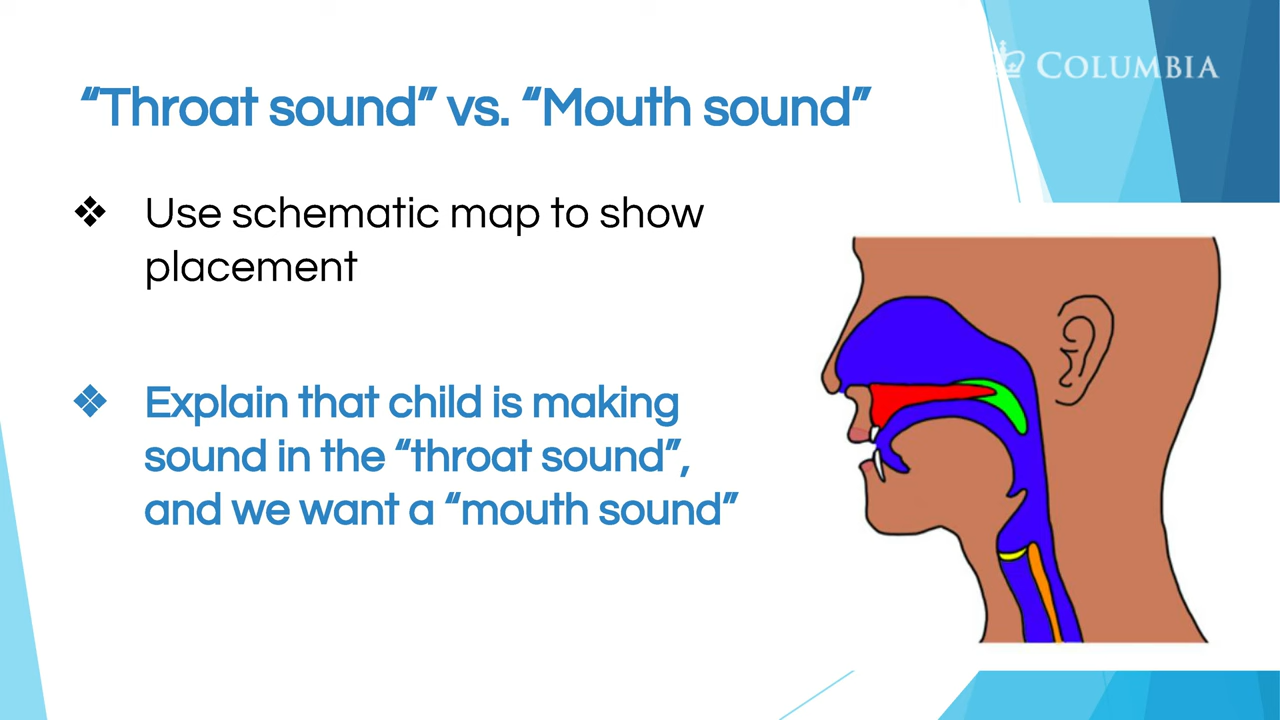 COLUMBIA
“Throat sound” vs. “Mouth sound”
❖ Use schematic map to show
placement
❖ Explain that child is making
sound in the “throat sound”,
and we want a “mouth sound”